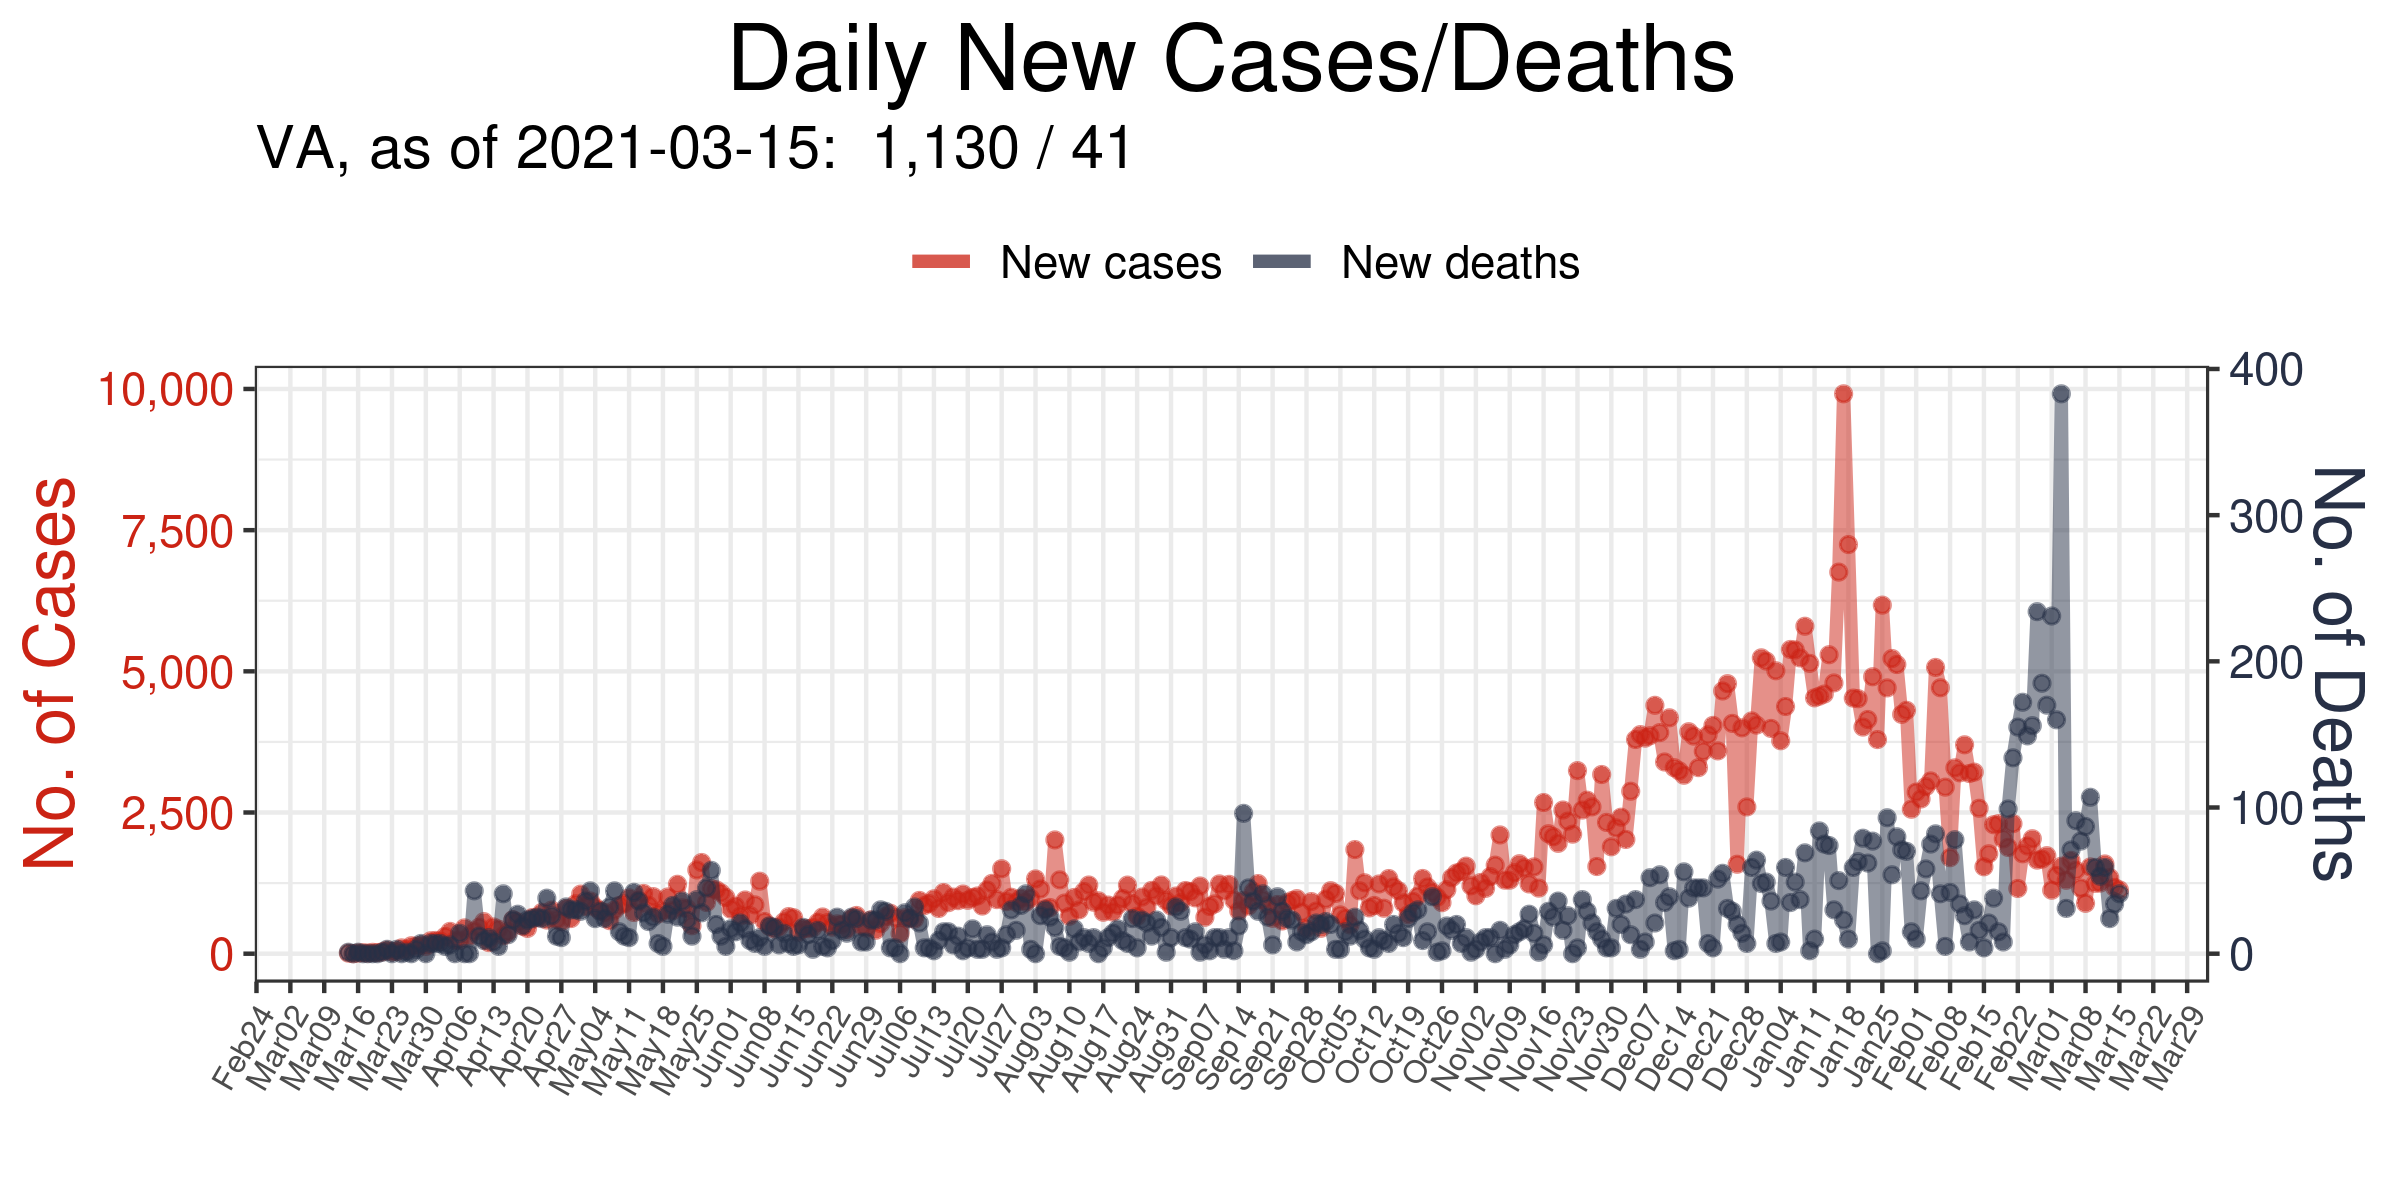 Daily New Cases/Deaths
VA, as of 2021-03-15:  1,130 / 41
New cases
New deaths
No. of Cases
10,000
7,500
5,000
2,500
0
400
300
200
100
0
No. of Deaths
Feb24
Mar02
Mar09
Mar16
Mar23
Mar30
Apr06
Apr13
Apr20
Apr27
May04
May11
May18
May25
Jun01
Jun08
Jun15
Jun22
Jun29
Jul06
Jul13
Jul20
Jul27
Aug03
Aug10
Aug17
Aug24
Aug31
Sep07
Sep14
Sep21
Sep28
Oct05
Oct12
Oct19
Oct26
Nov02
Nov09
Nov16
Nov23
Nov30
Dec07
Dec14
Dec21
Dec28
Jan04
Jan11
Jan18
Jan25
Feb01
Feb08
Feb15
Feb22
Mar01
Mar08
Mar15
Mar22
Mar29